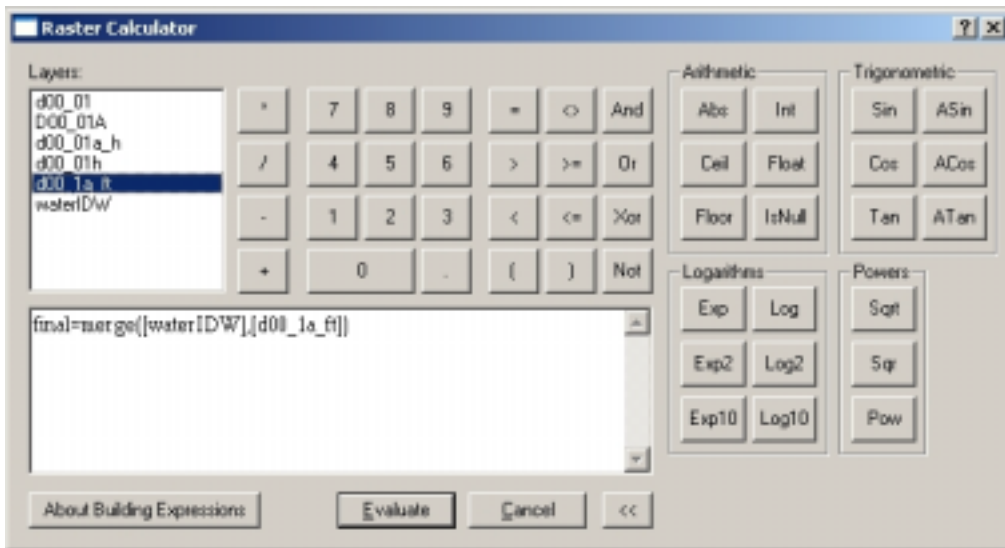 Raster Calculator
Layers:
d00_01
D00_01A
d00_01a_h
d00_01h
d00_1a_ft
waterIDW
* 7 8 9 = <> And
/ 4 5 6 > >= Or
- 1 2 3 < <= Xor
+ 0 . ( ) Not
Arithmetic
Abs Int
Ceil Float
Floor IsNull
Trigonometric
Sin ASin
Cos ACos
Tan ATan
Logarithms
Exp Log
Exp2 Log2
Exp10 Log10
Powers
Sqrt
Sqr
Pow
final=merge([waterIDW],[d00_1a_ft])
About Building Expressions
Evaluate
Cancel
<<